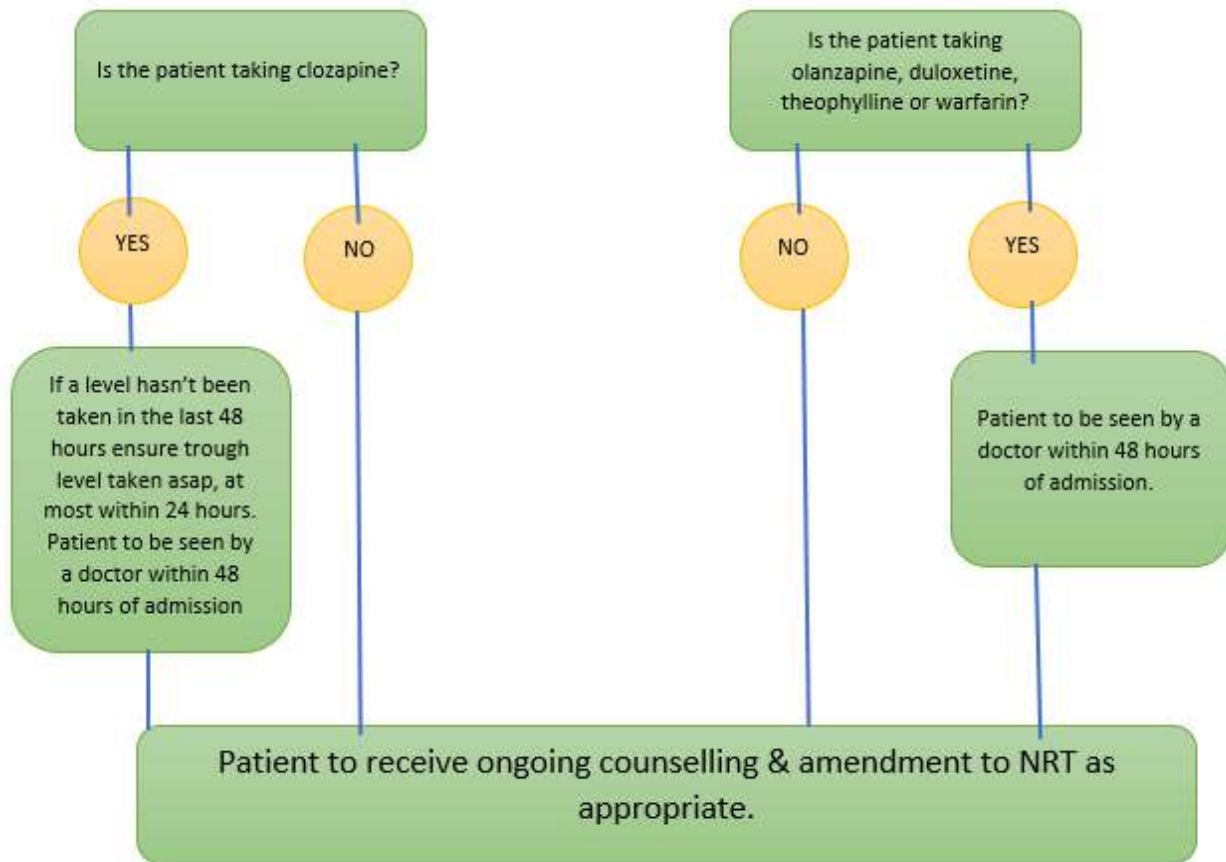 Is the patient taking clozapine?
Is the patient taking
olanzapine, duloxetine,
theophylline or warfarin?
YES
NO
NO
YES
If a level hasn’t been
taken in the last 48
hours ensure trough
level taken asap, at
most within 24 hours.
Patient to be seen by
a doctor within 48
hours of admission
Patient to be seen by a
doctor within 48 hours
of admission.
Patient to receive ongoing counselling & amendment to NRT as
appropriate.